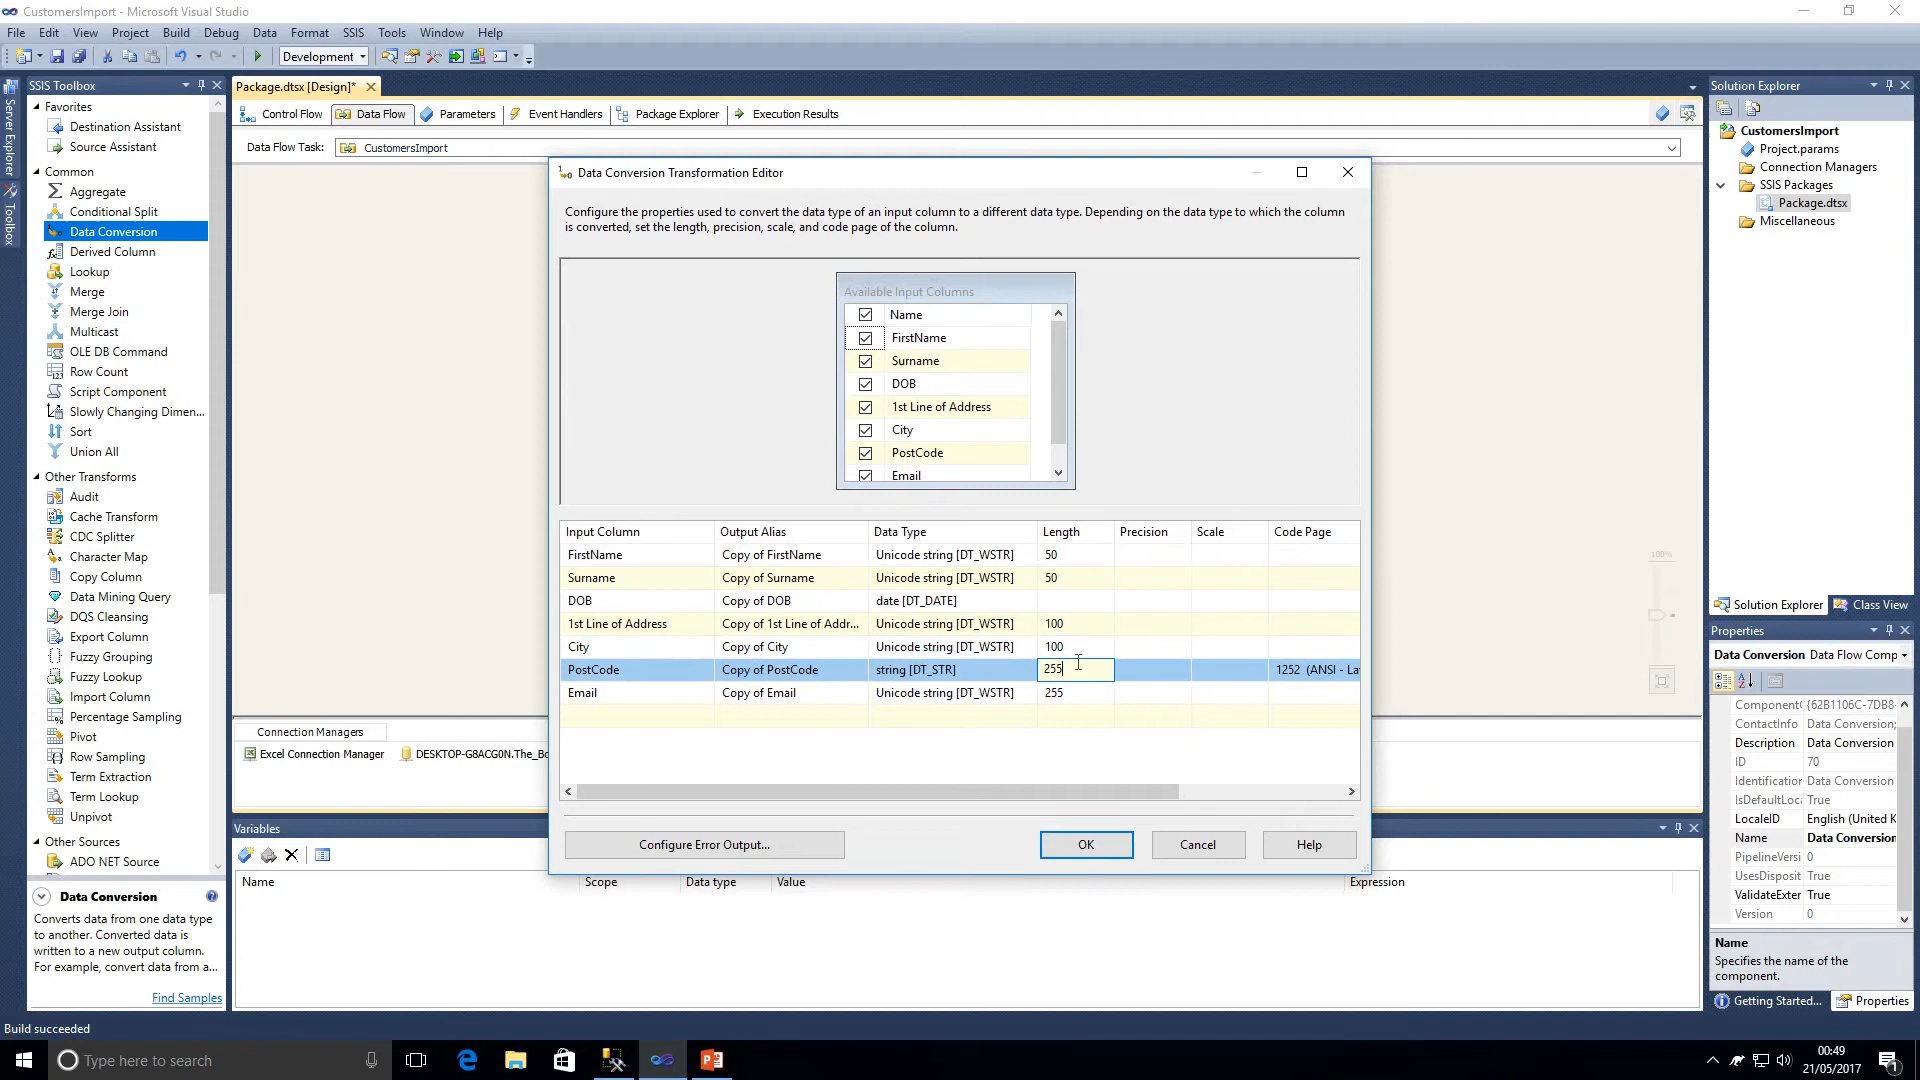 CustomersImport - Microsoft Visual Studio
File Edit View Project Build Debug Data Format SSIS Tools Window Help
Development
Server Explorer
Toolbox
SSIS Toolbox
Favorites
Destination Assistant
Source Assistant
Common
Aggregate
Conditional Split
Data Conversion
Derived Column
Lookup
Merge
Merge Join
Multicast
OLE DB Command
Row Count
Script Component
Slowly Changing Dimen...
Sort
Union All
Other Transforms
Audit
Cache Transform
CDC Splitter
Character Map
Copy Column
Data Mining Query
DQS Cleansing
Export Column
Fuzzy Grouping
Fuzzy Lookup
Import Column
Percentage Sampling
Pivot
Row Sampling
Term Extraction
Term Lookup
Unpivot
Other Sources
ADO NET Source
Data Conversion
Converts data from one data type
to another. Converted data is
written to a new output column.
For example, convert data from a...
Find Samples
Package.dtsx [Design]*
Control Flow Data Flow Parameters Event Handlers Package Explorer Execution Results
Data Flow Task: CustomersImport
Data Conversion Transformation Editor
Configure the properties used to convert the data type of an input column to a different data type. Depending on the data type to which the column
is converted, set the length, precision, scale, and code page of the column.
Available Input Columns
Name
FirstName
Surname
DOB
1st Line of Address
City
PostCode
Email
Input Column Output Alias Data Type Length Precision Scale Code Page
FirstName Copy of FirstName Unicode string [DT_WSTR] 50
Surname Copy of Surname Unicode string [DT_WSTR] 50
DOB Copy of DOB date [DT_DATE]
1st Line of Address Copy of 1st Line of Addr... Unicode string [DT_WSTR] 100
City Copy of City Unicode string [DT_WSTR] 100
PostCode Copy of PostCode string [DT_STR] 255 1252 (ANSI - La
Email Copy of Email Unicode string [DT_WSTR] 255
Configure Error Output... OK Cancel Help
100%
Connection Managers
Excel Connection Manager DESKTOP-G8ACG0N.The_Bo
Variables
Name Scope Data type Value Expression
Solution Explorer
CustomersImport
Project.params
Connection Managers
SSIS Packages
Package.dtsx
Miscellaneous
Solution Explorer Class View
Properties
Data Conversion Data Flow Comp
ComponentC {62B1106C-7DB8-
ContactInfo Data Conversion;
Description Data Conversion
ID 70
Identification Data Conversion
IsDefaultLoca True
LocaleID English (United K
Name Data Conversion
PipelineVersi 0
UsesDisposit True
ValidateExter True
Version 0
Name
Specifies the name of the
component.
Getting Started... Properties
Build succeeded
Type here to search
00:49
21/05/2017
1